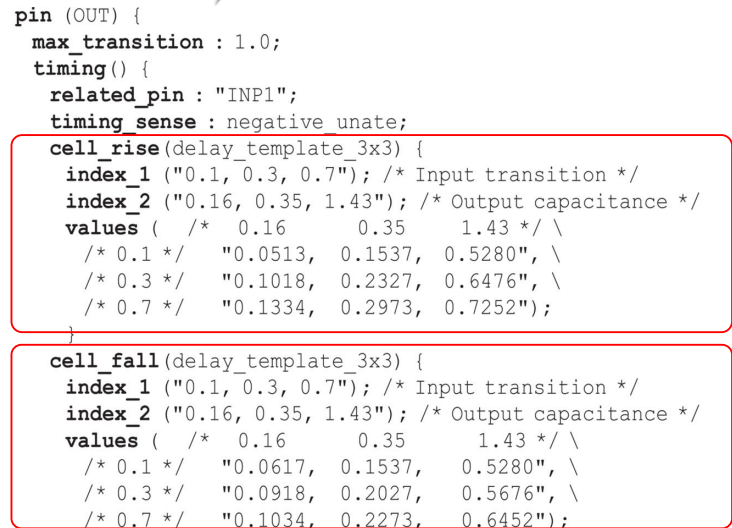 pin (OUT) {
max_transition : 1.0;
timing() {
related_pin : "INP1";
timing_sense : negative_unate;
cell_rise(delay_template_3x3) {
index_1 ("0.1, 0.3, 0.7"); /* Input transition */
index_2 ("0.16, 0.35, 1.43"); /* Output capacitance */
values ( /* 0.16 0.35 1.43 */ \
/* 0.1 */ "0.0513, 0.1537, 0.5280", \
/* 0.3 */ "0.1018, 0.2327, 0.6476", \
/* 0.7 */ "0.1334, 0.2973, 0.7252");
}
cell_fall(delay_template_3x3) {
index_1 ("0.1, 0.3, 0.7"); /* Input transition */
index_2 ("0.16, 0.35, 1.43"); /* Output capacitance */
values ( /* 0.16 0.35 1.43 */ \
/* 0.1 */ "0.0617, 0.1537, 0.5280", \
/* 0.3 */ "0.0918, 0.2027, 0.5676", \
/* 0.7 */ "0.1034, 0.2273, 0.6452");